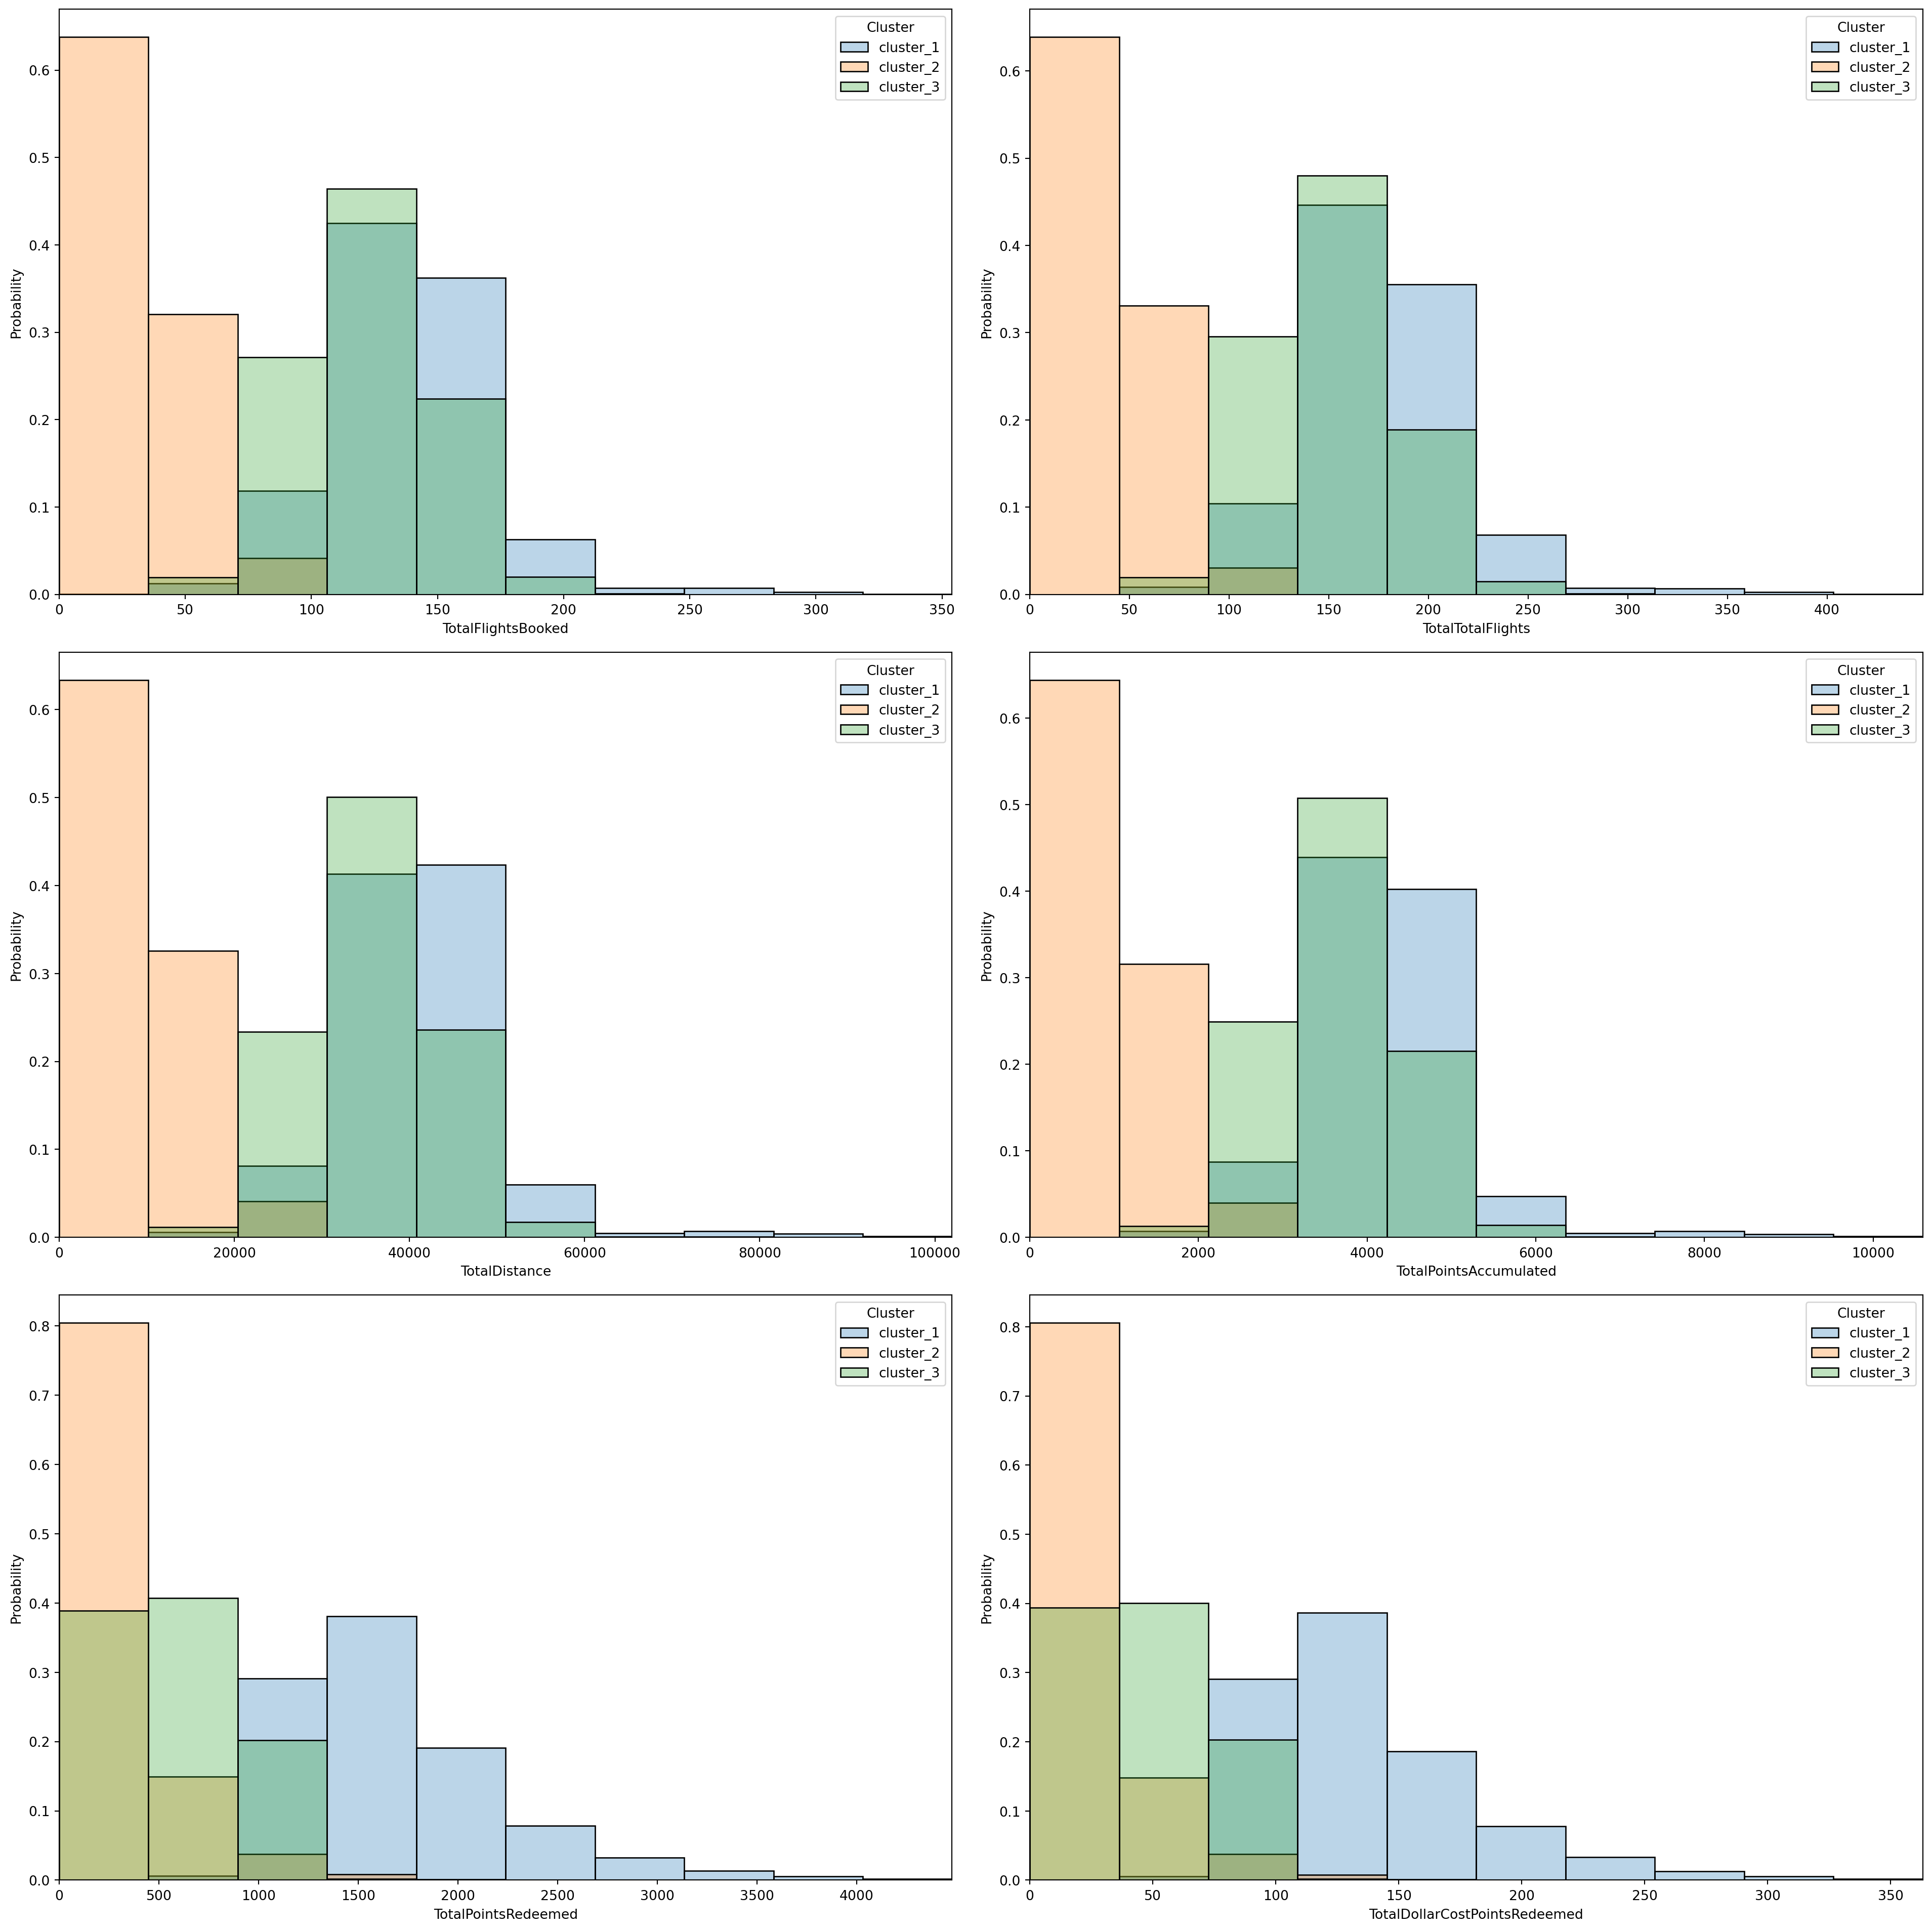 Cluster
cluster_1
cluster_2
cluster_3
Probability
0.6
0.5
0.4
0.3
0.2
0.1
0.0
0 50 100 150 200 250 300 350
TotalFlightsBooked
Cluster
cluster_1
cluster_2
cluster_3
Probability
0.6
0.5
0.4
0.3
0.2
0.1
0.0
0 50 100 150 200 250 300 350 400
TotalTotalFlights
Cluster
cluster_1
cluster_2
cluster_3
Probability
0.6
0.5
0.4
0.3
0.2
0.1
0.0
0 20000 40000 60000 80000 100000
TotalDistance
Cluster
cluster_1
cluster_2
cluster_3
Probability
0.6
0.5
0.4
0.3
0.2
0.1
0.0
0 2000 4000 6000 8000 10000
TotalPointsAccumulated
Cluster
cluster_1
cluster_2
cluster_3
Probability
0.8
0.7
0.6
0.5
0.4
0.3
0.2
0.1
0.0
0 500 1000 1500 2000 2500 3000 3500 4000
TotalPointsRedeemed
Cluster
cluster_1
cluster_2
cluster_3
Probability
0.8
0.7
0.6
0.5
0.4
0.3
0.2
0.1
0.0
0 50 100 150 200 250 300 350
TotalDollarCostPointsRedeemed